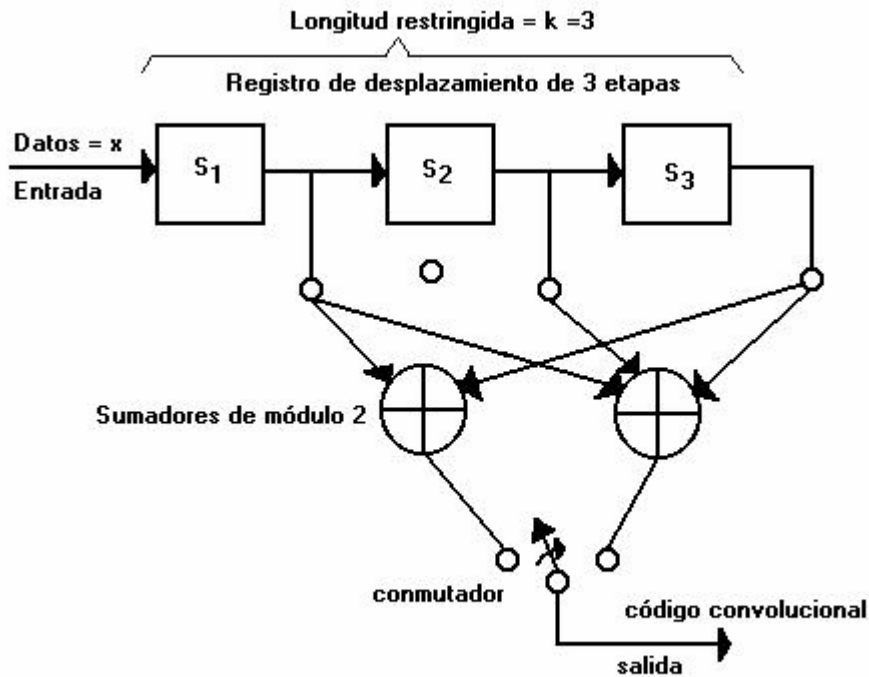 Longitud restringida = k =3
Registro de desplazamiento de 3 etapas
Datos = x
Entrada
S1
S2
S3
Sumadores de módulo 2
conmutador
código convolucional
salida